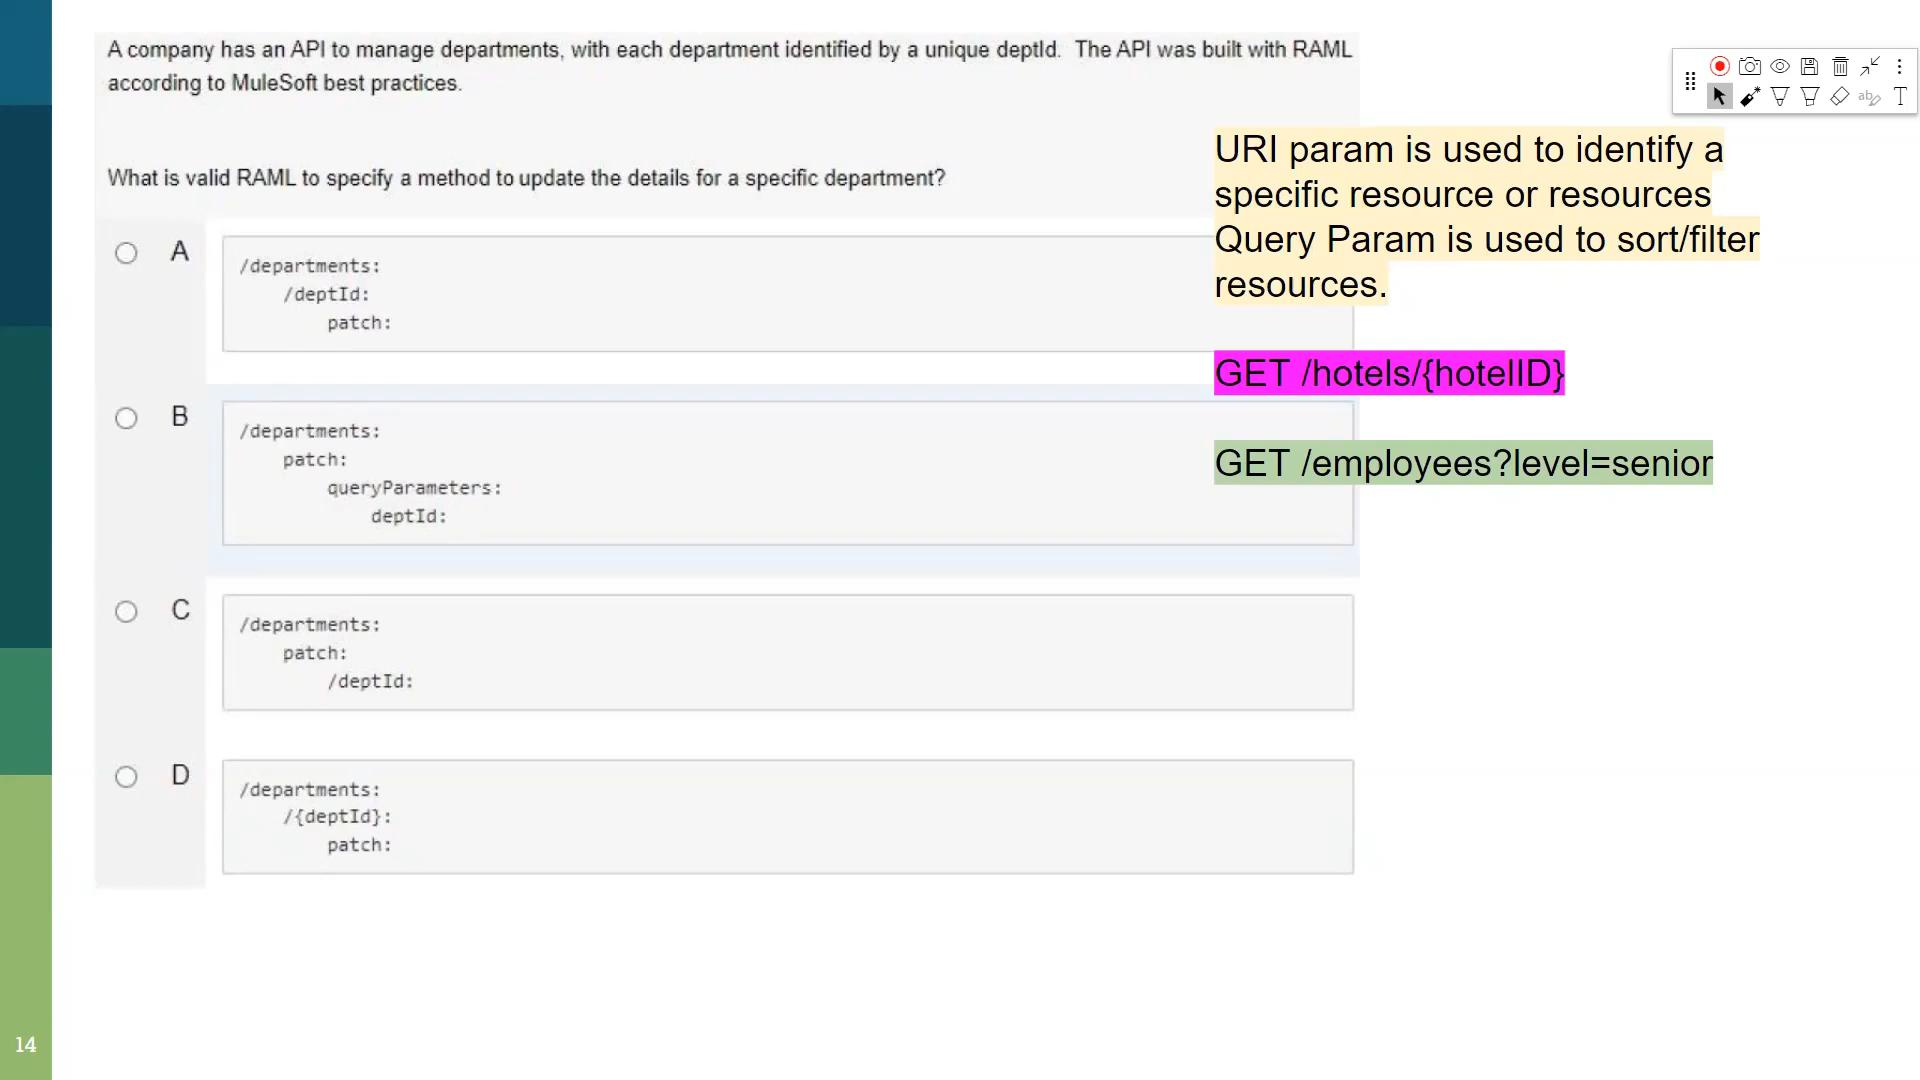 A company has an API to manage departments, with each department identified by a unique deptId. The API was built with RAML
according to MuleSoft best practices.
What is valid RAML to specify a method to update the details for a specific department?
A
/departments:
/deptId:
patch:
B
/departments:
patch:
queryParameters:
deptId:
C
/departments:
patch:
/deptId:
D
/departments:
/{deptId}:
patch:
URI param is used to identify a
specific resource or resources
Query Param is used to sort/filter
resources.
GET /hotels/{hotelID}
GET /employees?level=senior
ab
T
14